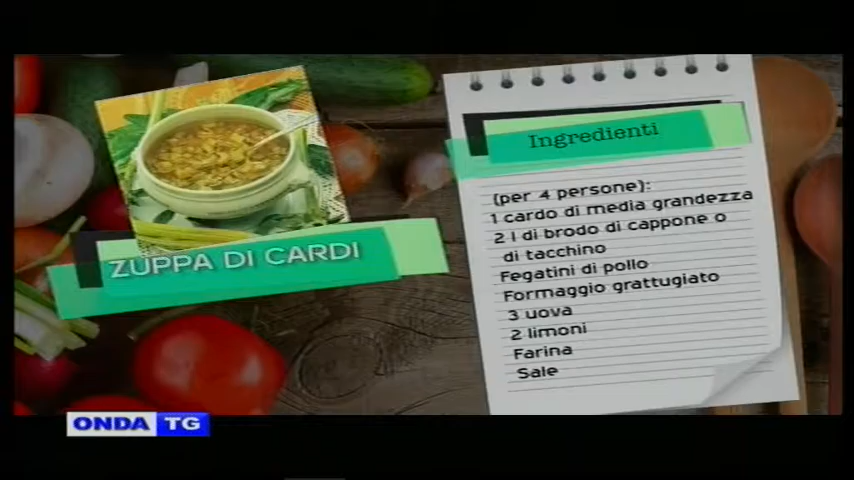 ZUPPA DI CARDI
Ingredienti
(per 4 persone):
1 cardo di media grandezza
2 l di brodo di cappone o
di tacchino
Fegatini di pollo
Formaggio grattugiato
3 uova
2 limoni
Farina
Sale
ONDA TG